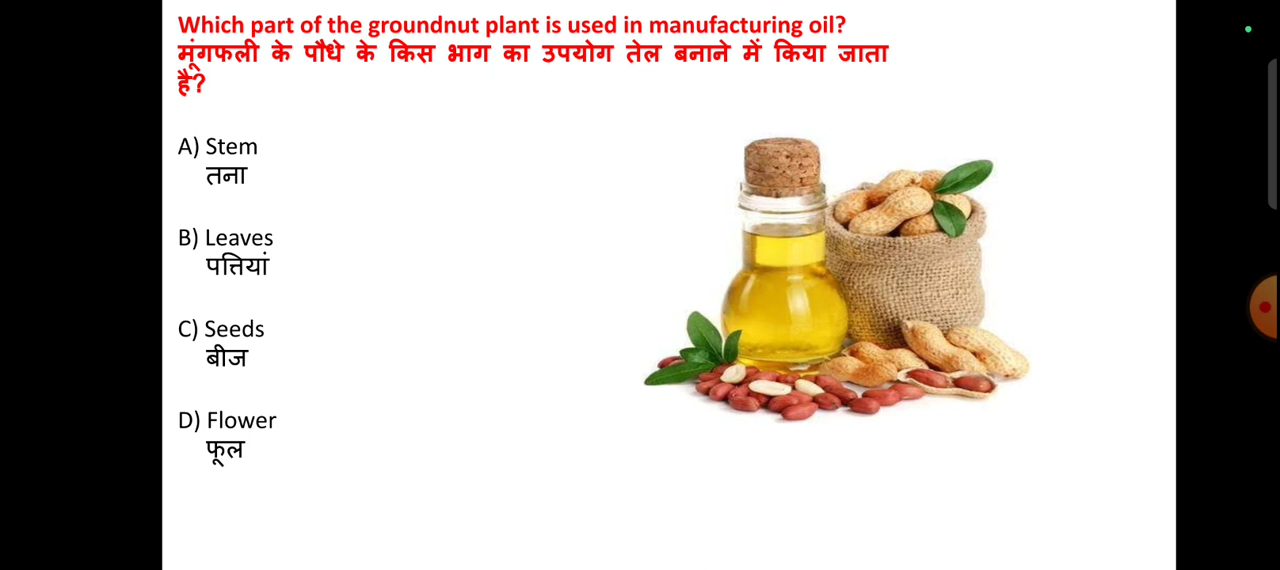 Which part of the groundnut plant is used in manufacturing oil?
मूंगफली के पौधे के किस भाग का उपयोग तेल बनाने में किया जाता
है?
A) Stem
तना
B) Leaves
पत्तियां
C) Seeds
बीज
D) Flower
फूल